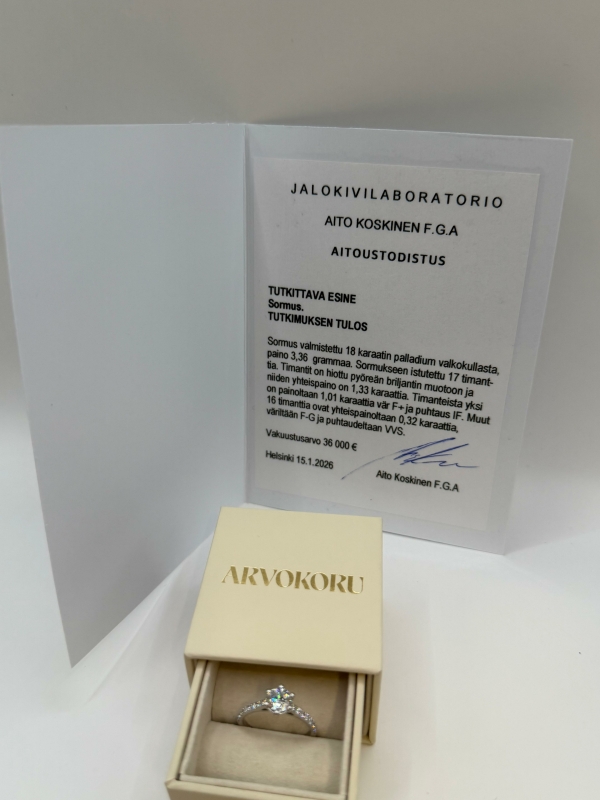 JALOKIVILABORATORIO
AITO KOSKINEN F.G.A
AITOUSTODISTUS
TUTKITTAVA ESINE
Sormus.
TUTKIMUKSEN TULOS
Sormus valmistettu 18 karaatin palladium valkokullasta,
paino 3,36 grammaa. Sormukseen istutettu 17 timant-
tia. Timantit on hiottu pyöreän briljantin muotoon ja
niiden yhteispaino on 1,33 karaattia. Timanteista yksi
on painoltaan 1,01 karaattia vär F+ ja puhtaus IF. Muut
16 timanttia ovat yhteispainoltaan 0,32 karaattia,
väriltään F-G ja puhtaudeltaan VVS.
Vakuutusarvo 36 000 €
Helsinki 15.1.2026
Aito Koskinen F.G.A
ARVOKORU